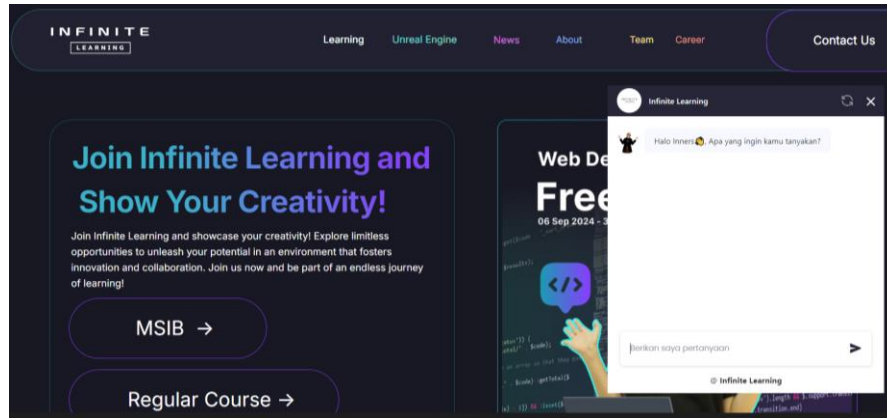 INFINITE
LEARNING
Learning
Unreal Engine
News
About
Team
Career
Contact Us
Join Infinite Learning and
Show Your Creativity!
Join Infinite Learning and showcase your creativity! Explore limitless
opportunities to unleash your potential in an environment that fosters
innovation and collaboration. Join us now and be part of an endless journey
of learning!
MSIB →
Regular Course →
Web De
Free
06 Sep 2024 - 3
</>
Infinite Learning
Halo Inners👋, Apa yang ingin kamu tanyakan?
Berikan saya pertanyaan
@ Infinite Learning